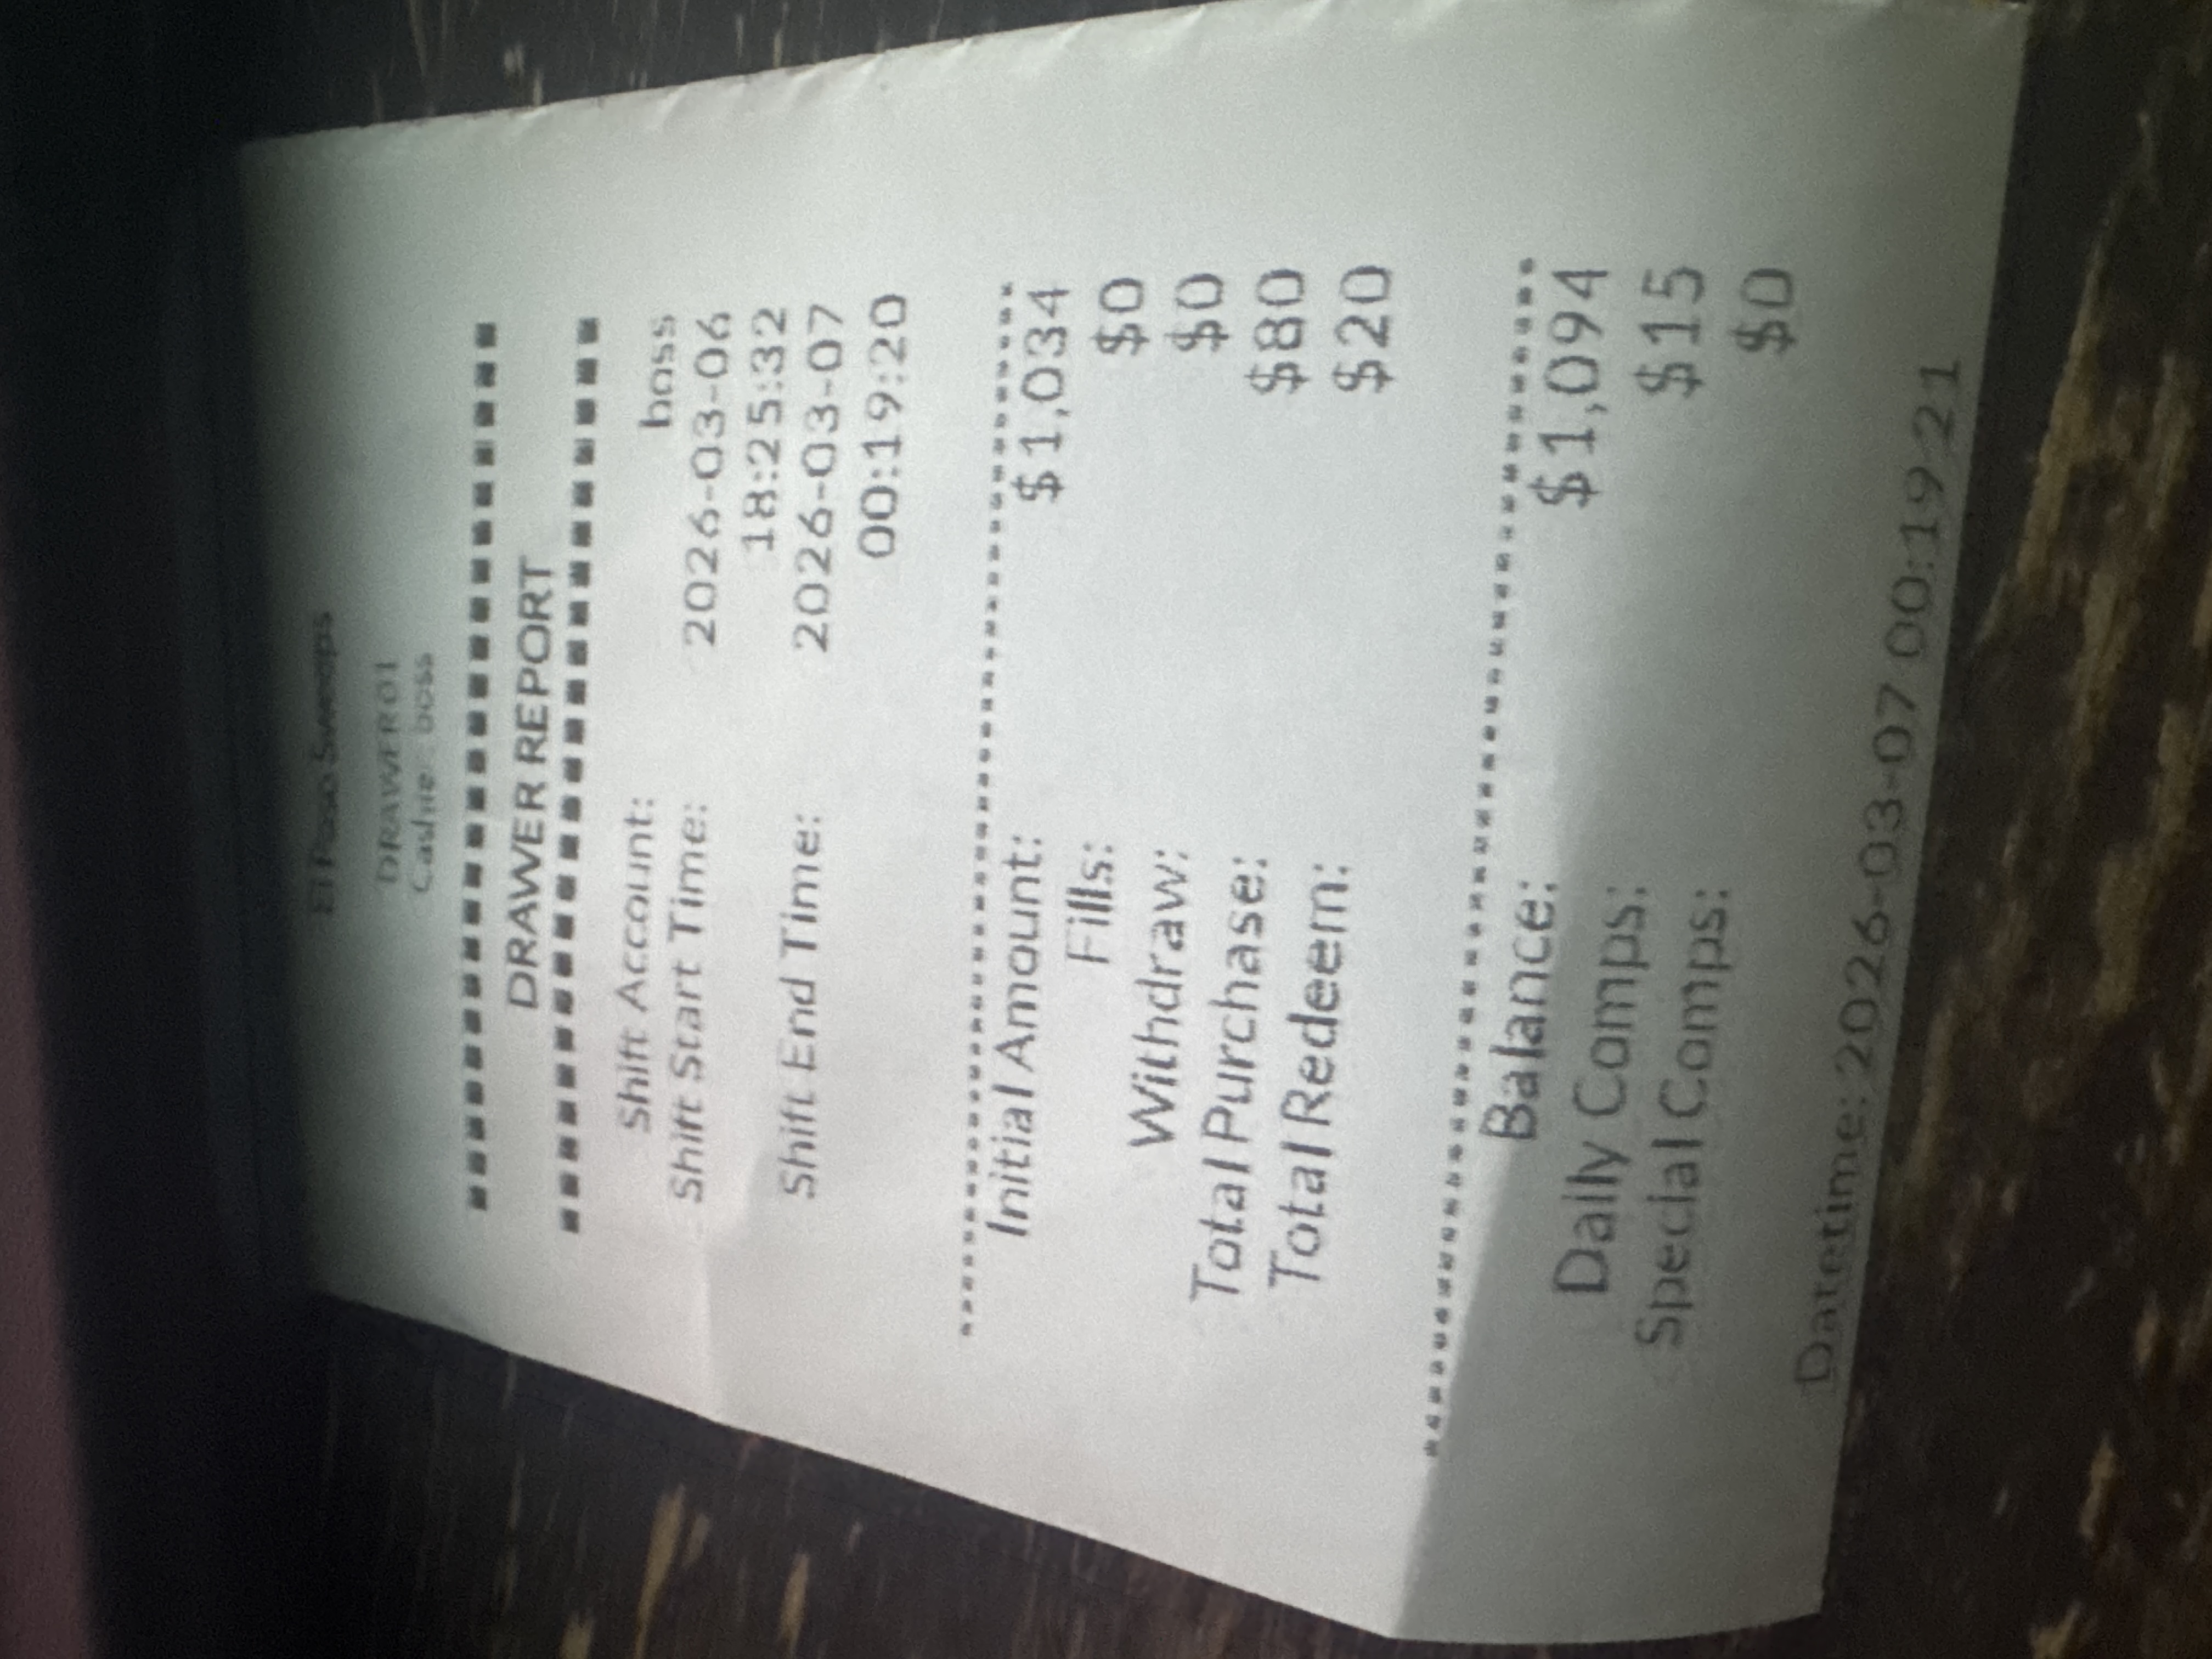 El Paso Sweeps
DRAWER 01
Cashier: boss
DRAWER REPORT
Shift Account: boss
Shift Start Time: 2026-03-06
18:25:32
Shift End Time: 2026-03-07
00:19:20
Initial Amount: $1,034
Fills: $0
Withdraw: $0
Total Purchase: $80
Total Redeem: $20
Balance: $1,094
Daily Comps: $15
Special Comps: $0
Datetime: 2026-03-07 00:19:21